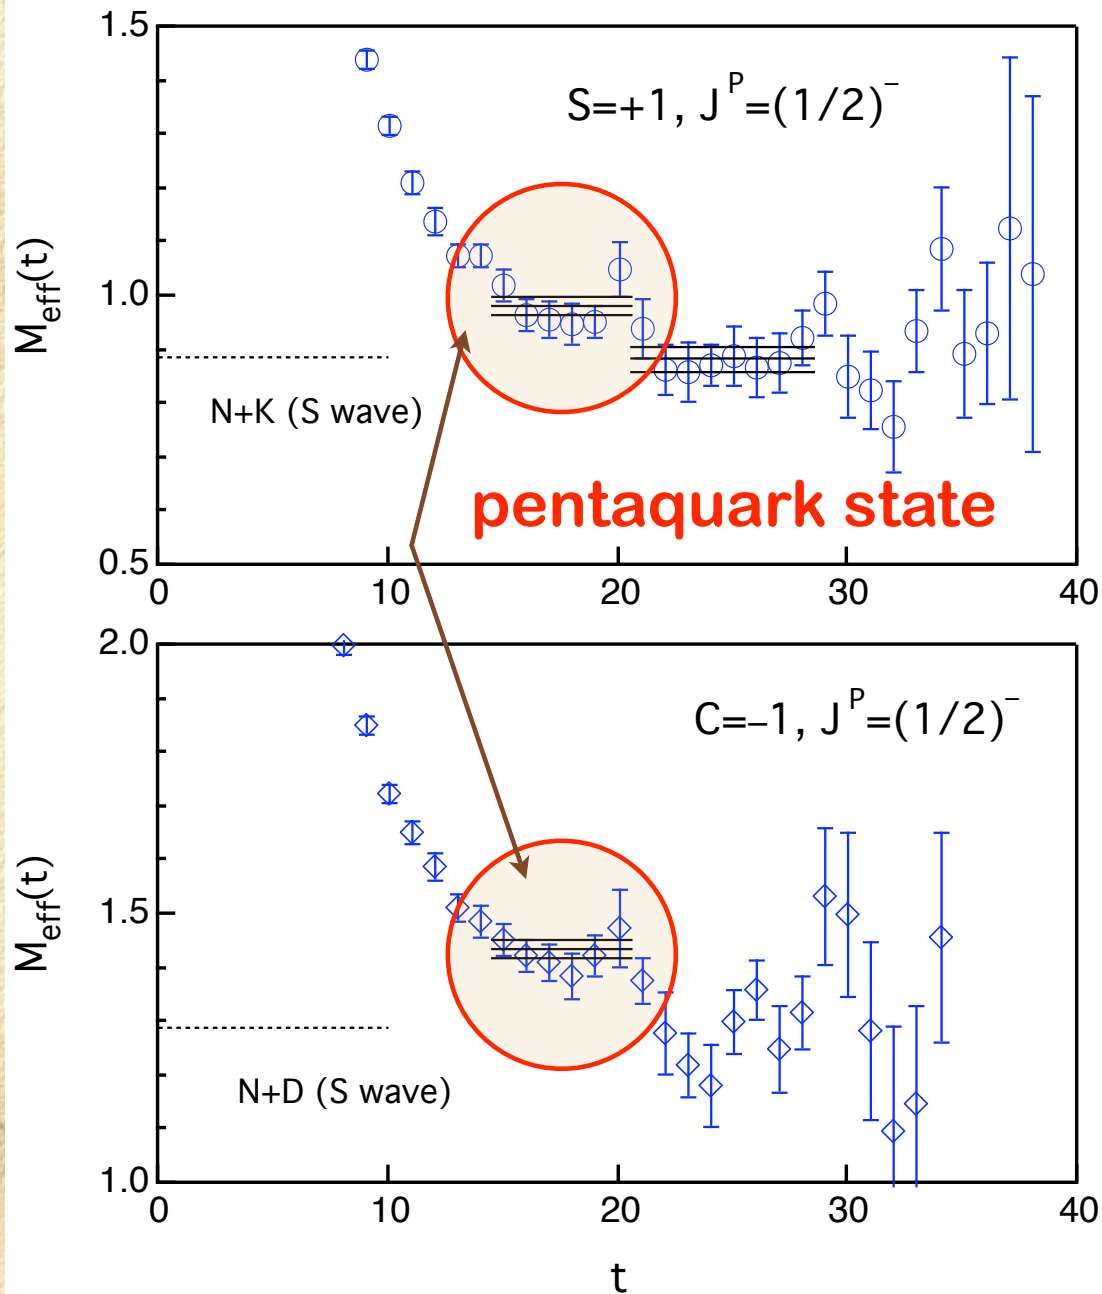 1.5
S=+1, J^P=(1/2)^−
1.0
M_eff(t)
N+K (S wave)
pentaquark state
0.5
0 10 20 30 40
2.0
C=−1, J^P=(1/2)^−
1.5
M_eff(t)
N+D (S wave)
1.0
0 10 20 30 40
t